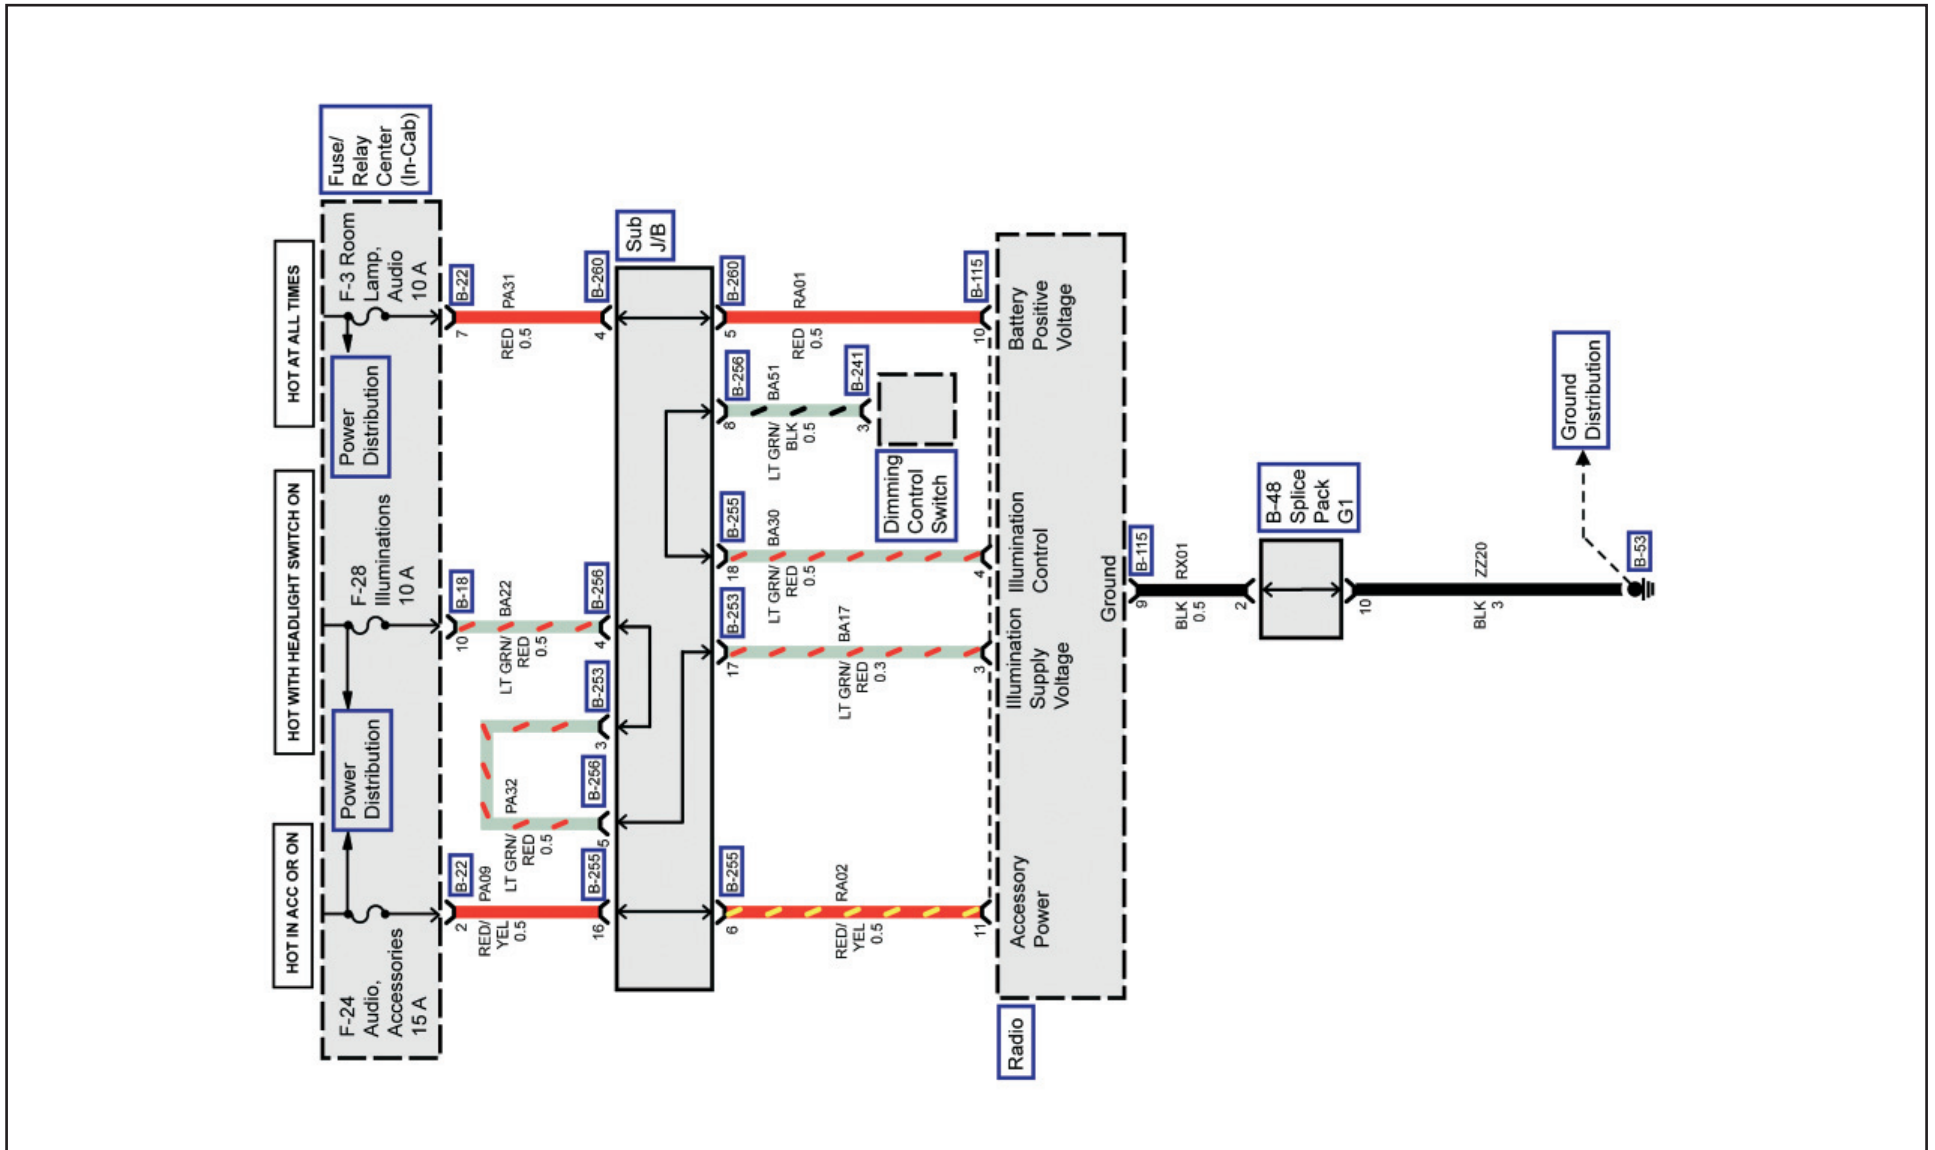 HOT IN ACC OR ON
HOT WITH HEADLIGHT SWITCH ON
HOT AT ALL TIMES
Fuse/
Relay
Center
(In-Cab)
F-24
Audio,
Accessories
15 A
Power
Distribution
F-28
Illuminations
10 A
Power
Distribution
F-3 Room
Lamp,
Audio
10 A
2
B-22
RED/
YEL
0.5
PA09
16
B-255
LT GRN/
RED
0.5
PA32
5
B-256
3
B-253
10
B-18
LT GRN/
RED
0.5
BA22
4
B-256
7
B-22
RED
0.5
PA31
4
B-260
Sub
J/B
6
B-255
RED/
YEL
0.5
RA02
11
17
B-253
LT GRN/
RED
0.3
BA17
3
18
B-255
LT GRN/
RED
0.5
BA30
4
8
B-256
LT GRN/
BLK
0.5
BA51
3
B-241
Dimming
Control
Switch
5
B-260
RED
0.5
RA01
10
B-115
Radio
Accessory
Power
Illumination
Supply
Voltage
Illumination
Control
Battery
Positive
Voltage
Ground
9
B-115
BLK
0.5
RX01
2
B-48
Splice
Pack
G1
10
BLK
3
ZZ20
B-53
Ground
Distribution